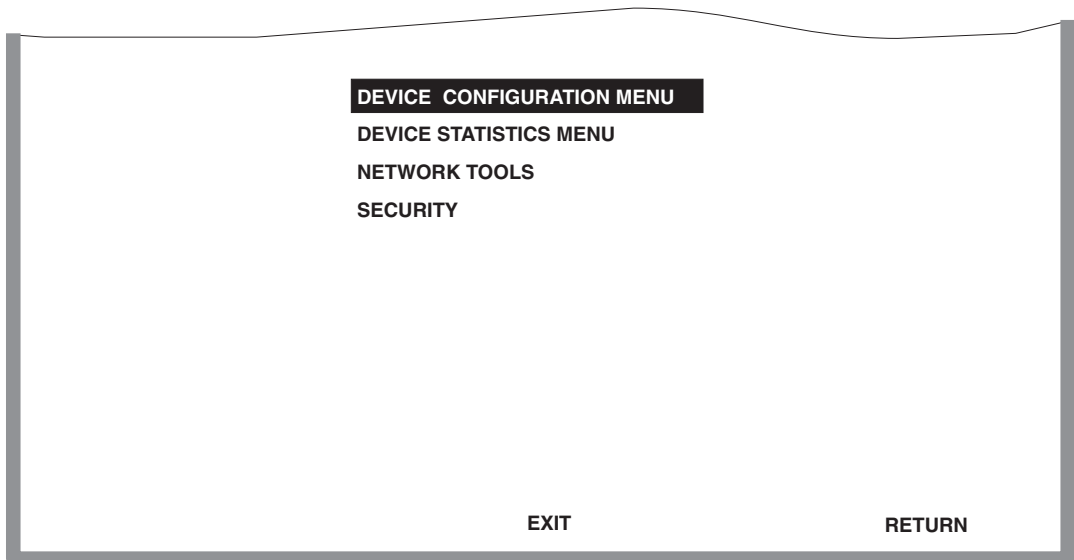 DEVICE CONFIGURATION MENU
DEVICE STATISTICS MENU
NETWORK TOOLS
SECURITY
EXIT RETURN